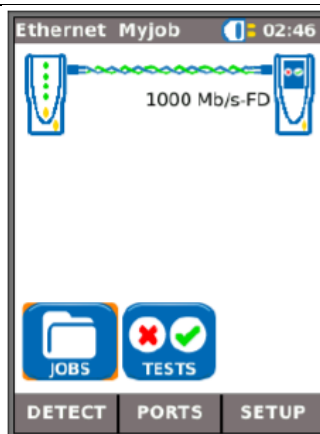 Ethernet Myjob 02:46
1000 Mb/s-FD
JOBS TESTS
DETECT PORTS SETUP